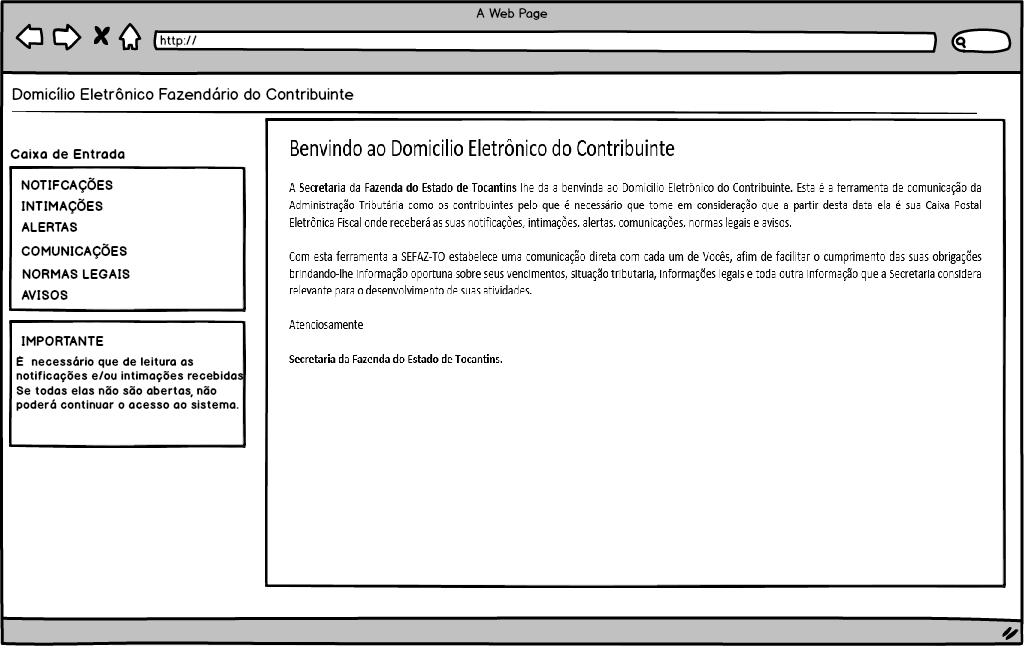 A Web Page
http://
Domicílio Eletrônico Fazendário do Contribuinte
Caixa de Entrada
NOTIFCAÇÕES
INTIMAÇÕES
ALERTAS
COMUNICAÇÕES
NORMAS LEGAIS
AVISOS
IMPORTANTE
É necessário que de leitura as
notificações e/ou intimações recebidas
Se todas elas não são abertas, não
poderá continuar o acesso ao sistema.
Benvindo ao Domicilio Eletrônico do Contribuinte
A Secretaria da Fazenda do Estado de Tocantins lhe da a benvinda ao Domicilio Eletrônico do Contribuinte. Esta é a ferramenta de comunicação da
Administração Tributária como os contribuintes pelo que é necessário que tome em consideração que a partir desta data ela é sua Caixa Postal
Eletrônica Fiscal onde receberá as suas notificações, intimações, alertas, comunicações, normas legais e avisos.
Com esta ferramenta a SEFAZ-TO estabelece uma comunicação direta com cada um de Vocês, afim de facilitar o cumprimento das suas obrigações
brindando-lhe informação oportuna sobre seus vencimentos, situação tributaria, informações legais e toda outra informação que a Secretaria considera
relevante para o desenvolvimento de suas atividades.
Atenciosamente
Secretaria da Fazenda do Estado de Tocantins.